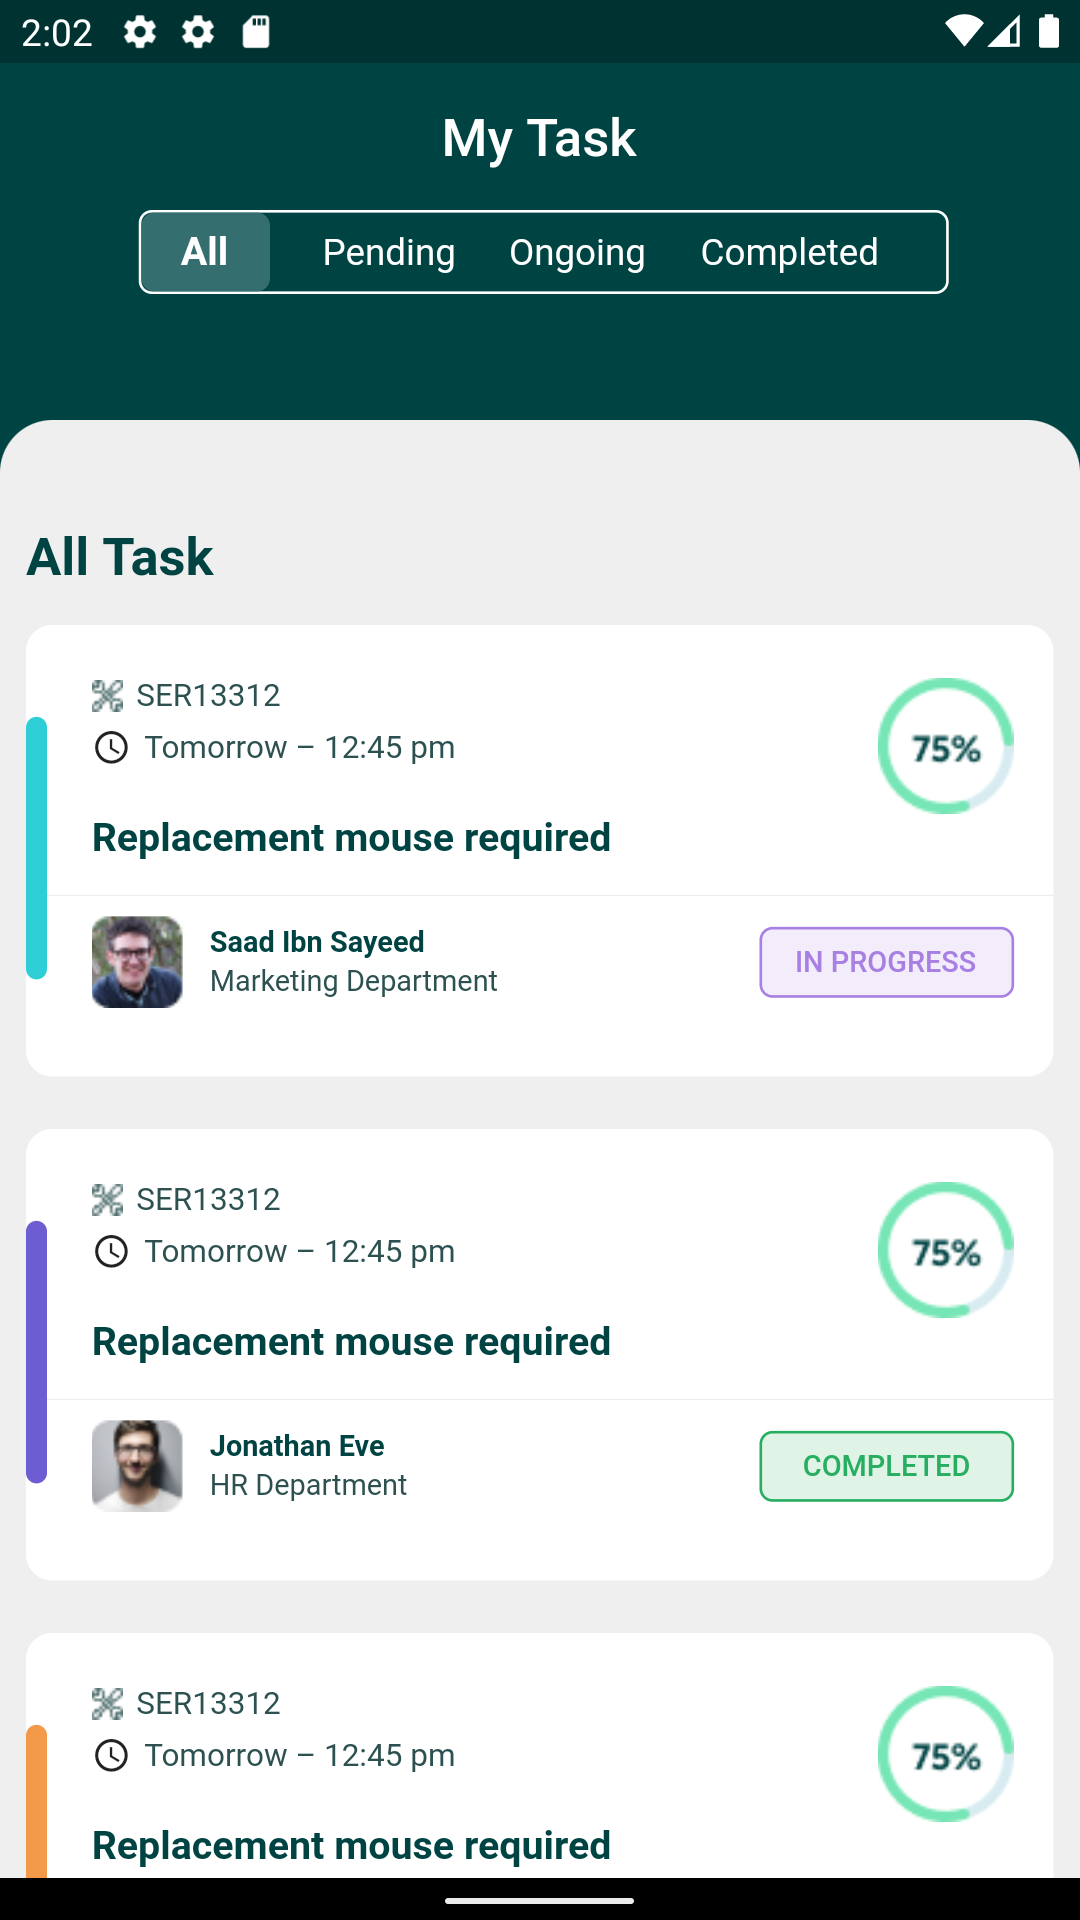 2:02
My Task
All Pending Ongoing Completed
All Task
SER13312
Tomorrow – 12:45 pm
75%
Replacement mouse required
Saad Ibn Sayeed
Marketing Department
IN PROGRESS
SER13312
Tomorrow – 12:45 pm
75%
Replacement mouse required
Jonathan Eve
HR Department
COMPLETED
SER13312
Tomorrow – 12:45 pm
75%
Replacement mouse required